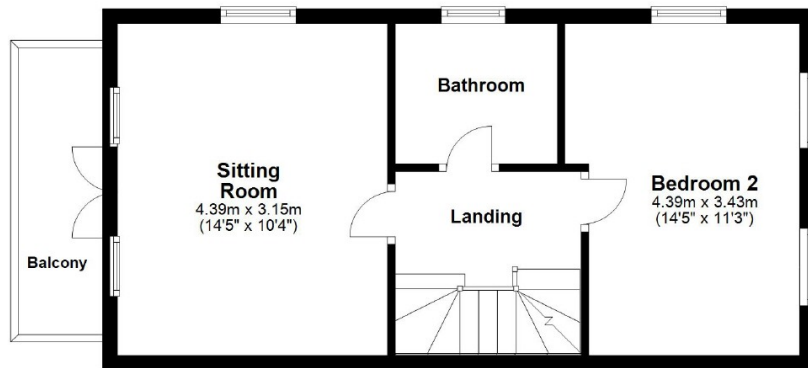 Bathroom
Sitting
Room
4.39m x 3.15m
(14'5" x 10'4")
Bedroom 2
4.39m x 3.43m
(14'5" x 11'3")
Landing
Balcony